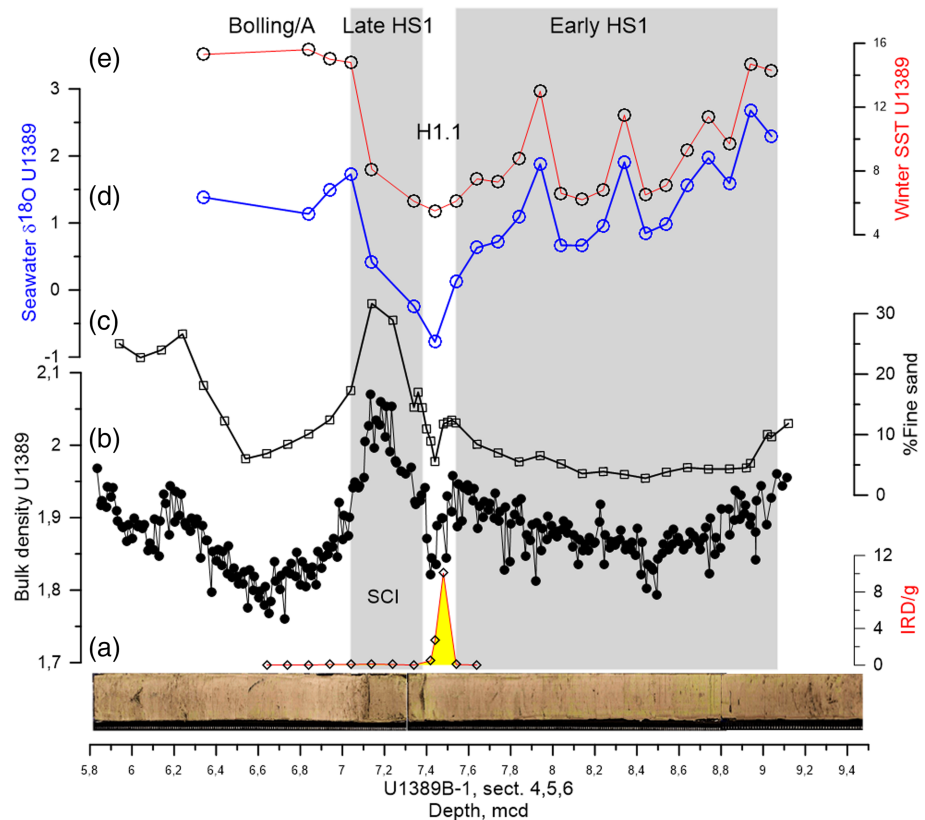 Bolling/A Late HS1 Early HS1
(e)
H1.1
(d)
(c)
(b)
SCI
(a)
Seawater δ18O U1389
3
2
1
0
-1
Bulk density U1389
2,1
2
1,9
1,8
1,7
Winter SST U1389
16
12
8
4
%Fine sand
30
20
10
0
IRD/g
12
8
4
0
5,8 6 6,2 6,4 6,6 6,8 7 7,2 7,4 7,6 7,8 8 8,2 8,4 8,6 8,8 9 9,2 9,4
U1389B-1, sect. 4,5,6
Depth, mcd